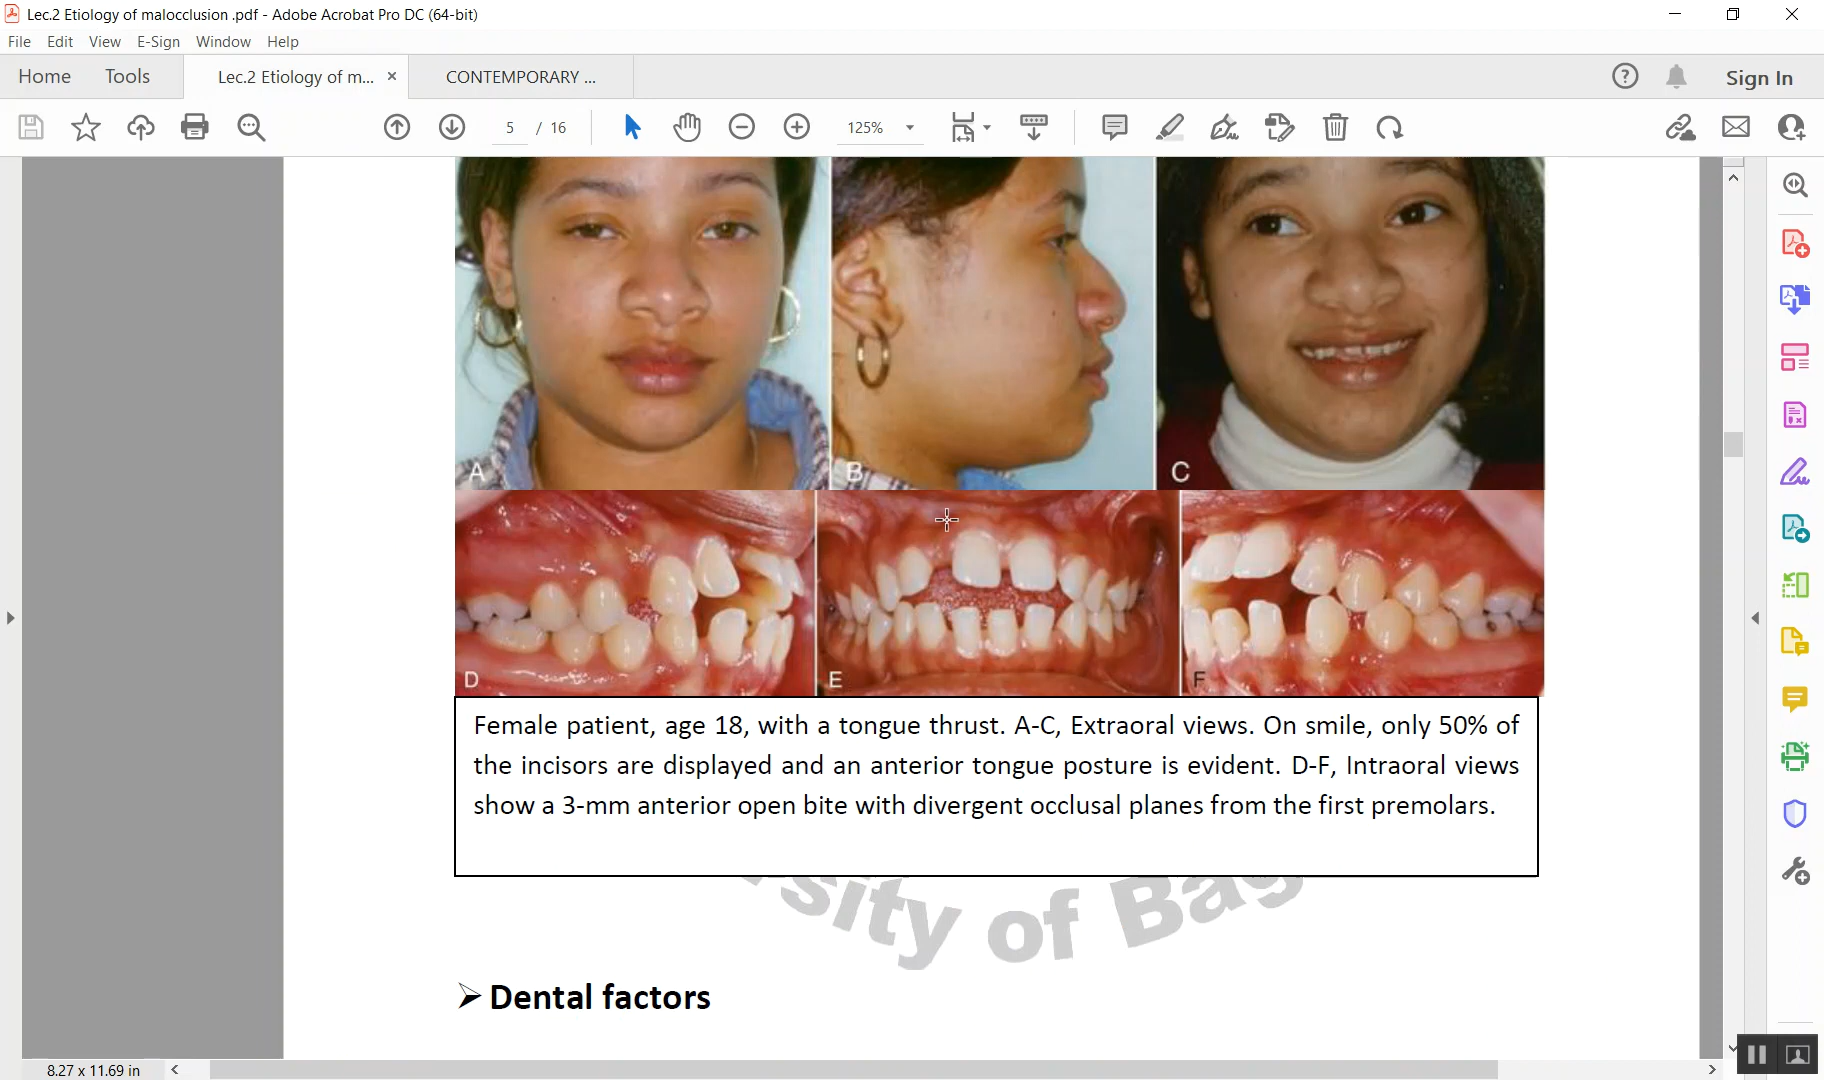 Lec.2 Etiology of malocclusion .pdf - Adobe Acrobat Pro DC (64-bit)
File Edit View E-Sign Window Help
Home Tools Lec.2 Etiology of m... × CONTEMPORARY ... Sign In
5 / 16 125%
A B C
D E F
Female patient, age 18, with a tongue thrust. A-C, Extraoral views. On smile, only 50% of
the incisors are displayed and an anterior tongue posture is evident. D-F, Intraoral views
show a 3-mm anterior open bite with divergent occlusal planes from the first premolars.
sity of Bag
➢ Dental factors
8.27 x 11.69 in